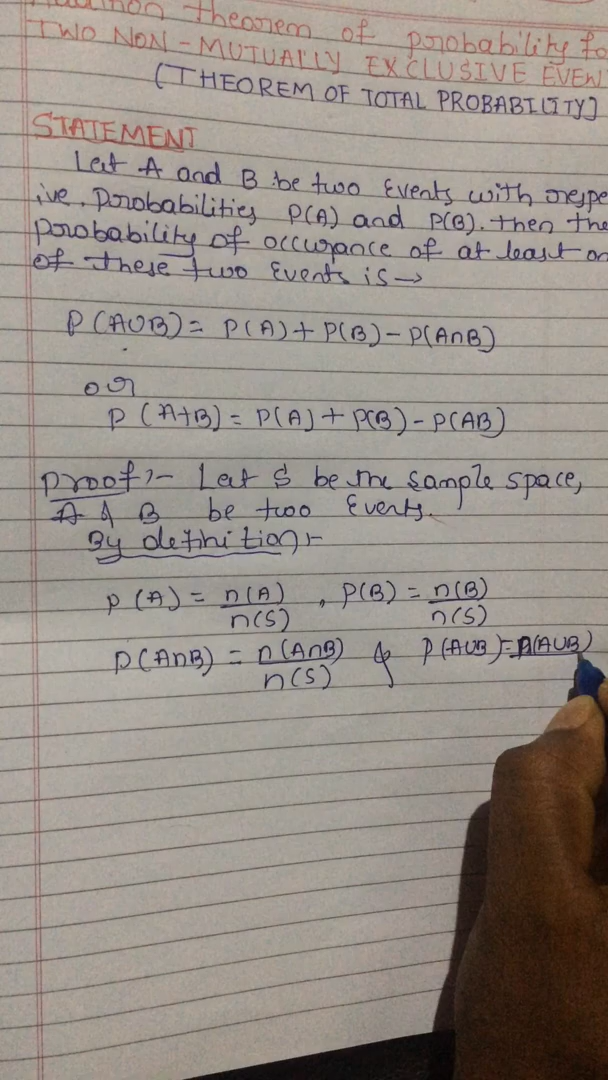 theorem of probability fo
TWO NON-MUTUALLY EXCLUSIVE EVEN
(THEOREM OF TOTAL PROBABILITY)
STATEMENT
Let A and B be two Events with respe
ive, probabilities P(A) and P(B). then the
probability of occurance of at least on
of these two Events is →
P(A∪B) = P(A) + P(B) - P(A∩B)
or
P(A+B) = P(A) + P(B) - P(AB)
Proof :- Let S be the sample space,
A & B be two Events.
By definition :-
P(A) = n(A)/n(S), P(B) = n(B)/n(S)
P(A∩B) = n(A∩B)/n(S) & P(A∪B) = n(A∪B)